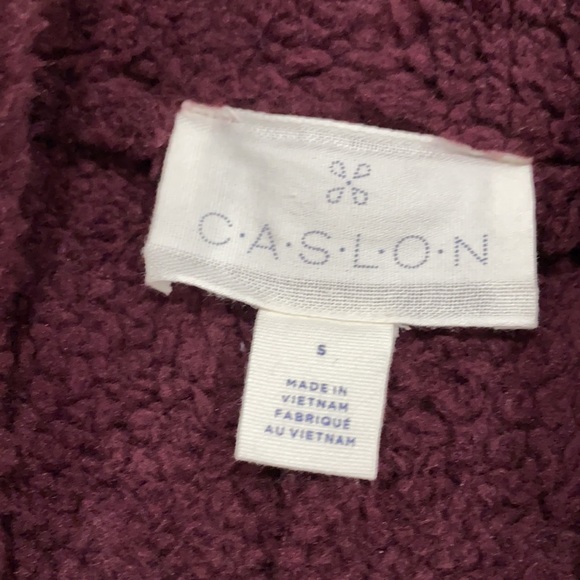 C·A·S·L·O·N
S
MADE IN
VIETNAM
FABRIQUÉ
AU VIETNAM